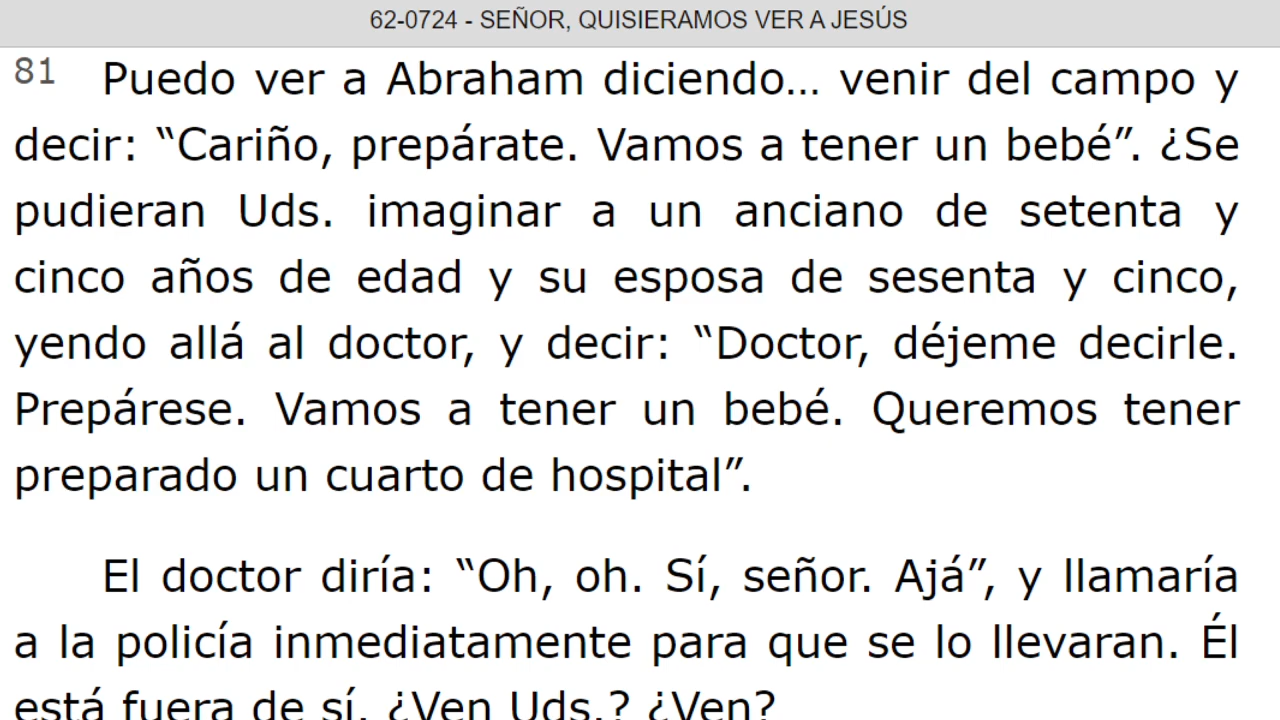 62-0724 - SEÑOR, QUISIERAMOS VER A JESÚS
81 Puedo ver a Abraham diciendo… venir del campo y
decir: “Cariño, prepárate. Vamos a tener un bebé”. ¿Se
pudieran Uds. imaginar a un anciano de setenta y
cinco años de edad y su esposa de sesenta y cinco,
yendo allá al doctor, y decir: “Doctor, déjeme decirle.
Prepárese. Vamos a tener un bebé. Queremos tener
preparado un cuarto de hospital”.
El doctor diría: “Oh, oh. Sí, señor. Ajá”, y llamaría
a la policía inmediatamente para que se lo llevaran. Él
está fuera de sí. ¿Ven Uds.? ¿Ven?